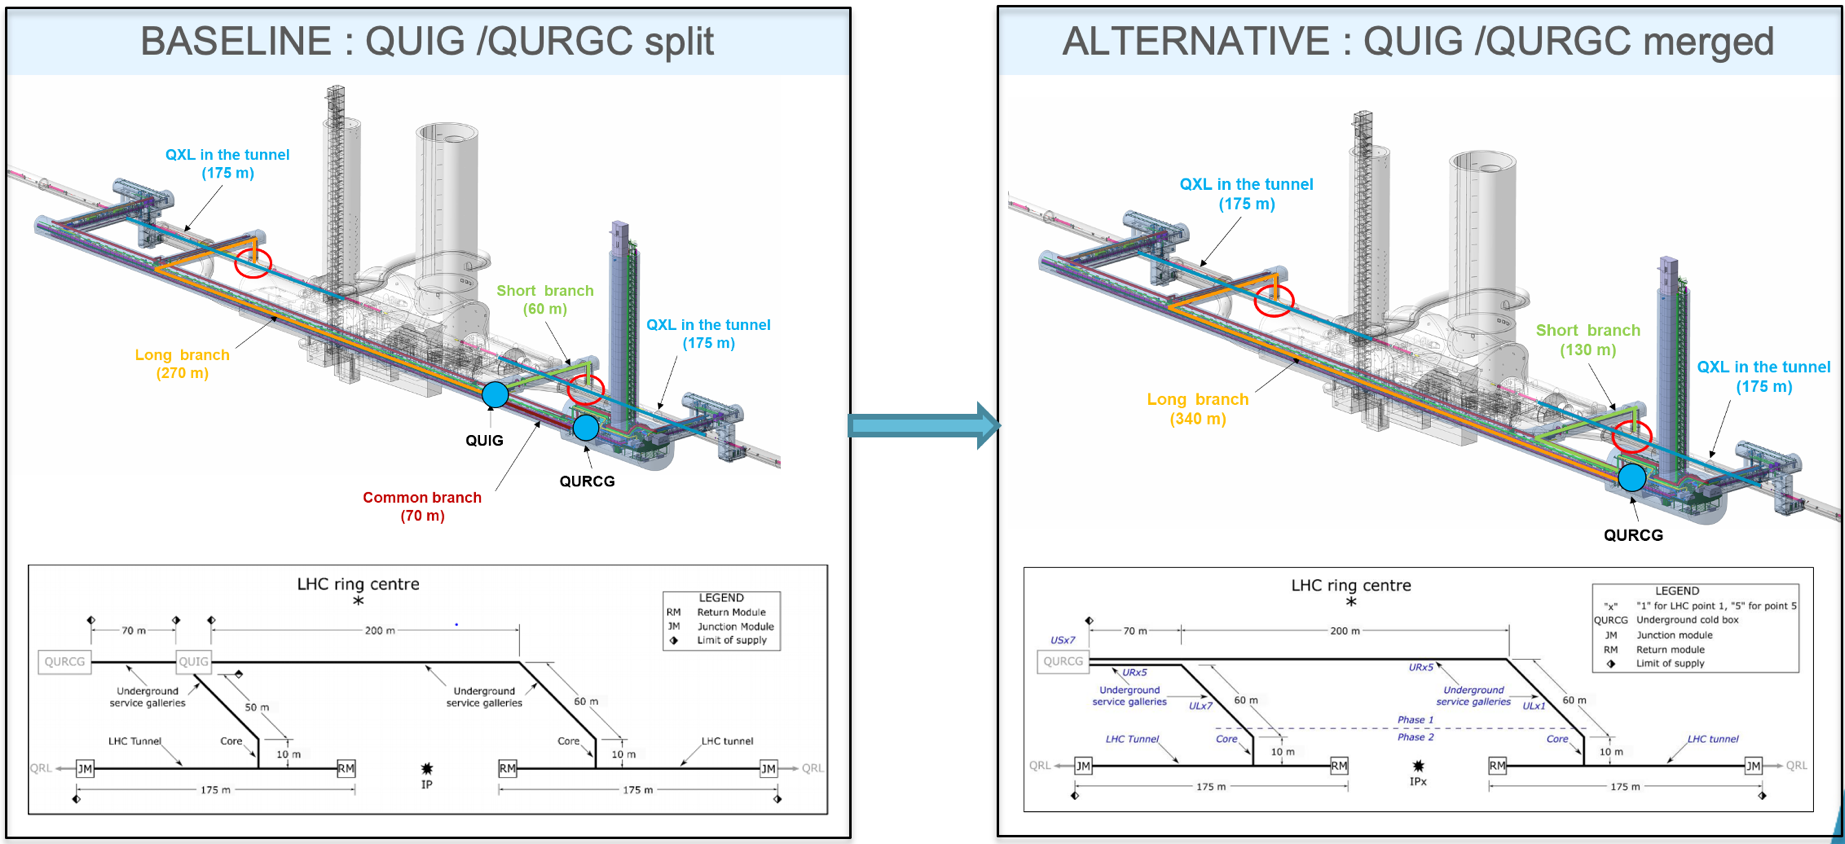 BASELINE : QUIG /QURGC split
QXL in the tunnel
(175 m)
Short branch
(60 m)
QXL in the tunnel
(175 m)
Long branch
(270 m)
QUIG
QURCG
Common branch
(70 m)
LHC ring centre
*
LEGEND
RM Return Module
JM Junction Module
Limit of supply
70 m
200 m
QURCG
QUIG
Underground
service galleries
Underground
service galleries
50 m
60 m
LHC Tunnel
Core
10 m
Core
10 m
LHC tunnel
QRL
JM
RM
IP
RM
JM
QRL
175 m
175 m
ALTERNATIVE : QUIG /QURGC merged
QXL in the tunnel
(175 m)
Short branch
(130 m)
QXL in the tunnel
(175 m)
Long branch
(340 m)
QURCG
LHC ring centre
*
LEGEND
"x" "1" for LHC point 1, "5" for point 5
QURCG Underground cold box
JM Junction module
RM Return module
Limit of supply
USx7
70 m
200 m
QURCG
URx5
URx5
Underground
service galleries
ULx7
60 m
Underground
service galleries
ULx1
60 m
Phase 1
Phase 2
LHC Tunnel
Core
10 m
Core
10 m
LHC tunnel
QRL
JM
RM
IPx
RM
JM
QRL
175 m
175 m